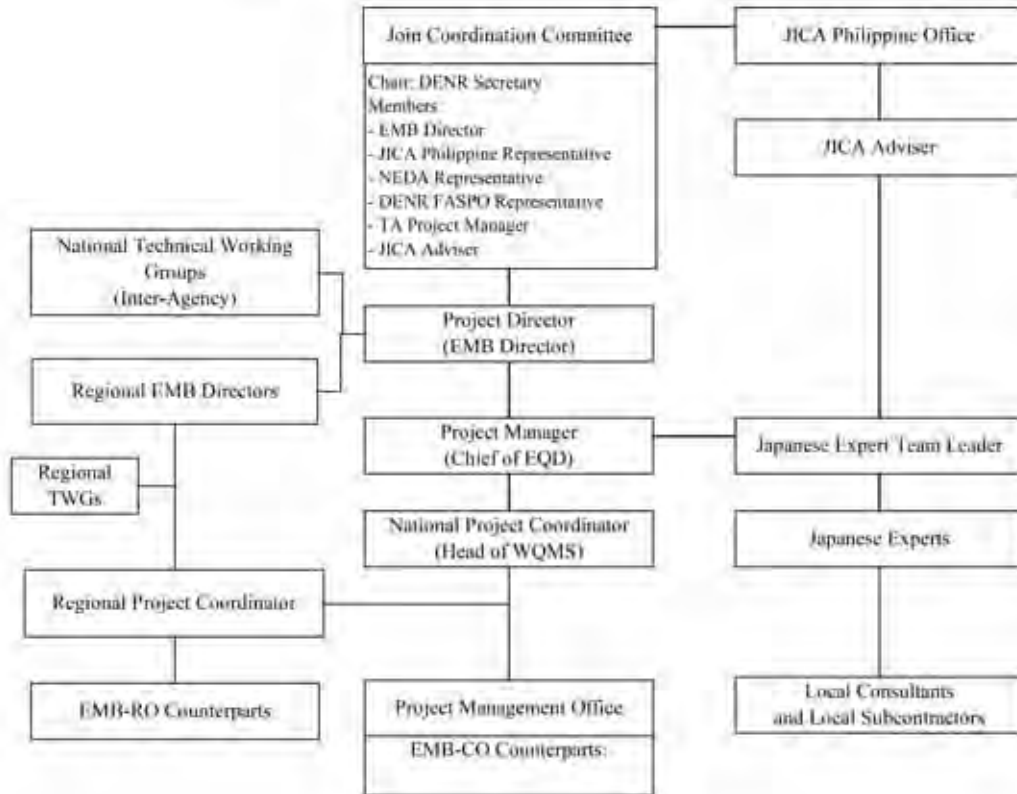 Join Coordination Committee
Chair: DENR Secretary
Members
- EMB Director
- JICA Philippine Representative
- NEDA Representative
- DENR FASPO Representative
- TA Project Manager
- JICA Adviser
JICA Philippine Office
JICA Adviser
National Technical Working
Groups
(Inter-Agency)
Project Director
(EMB Director)
Regional EMB Directors
Project Manager
(Chief of EQD)
Japanese Expert Team Leader
Regional
TWGs
National Project Coordinator
(Head of WQMS)
Japanese Experts
Regional Project Coordinator
EMB-RO Counterparts
Project Management Office
EMB-CO Counterparts
Local Consultants
and Local Subcontractors